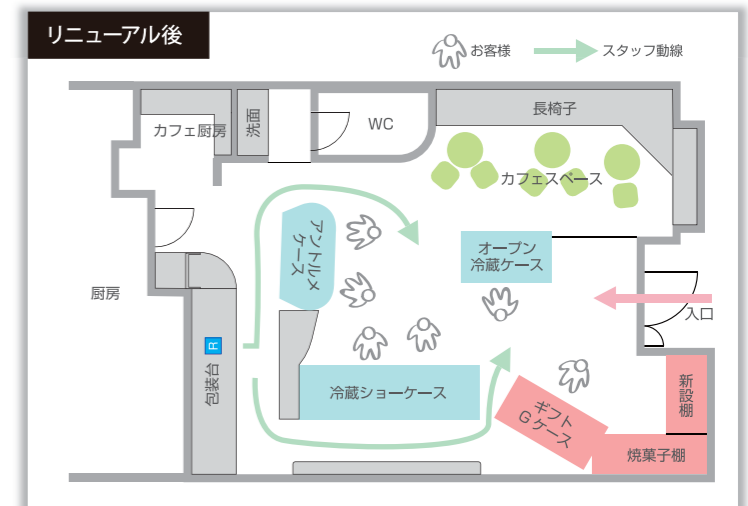 リニューアル後
お客様
スタッフ動線
長椅子
カフェ厨房
洗面
WC
カフェスペース
アントルメ
ケース
オープン
冷蔵ケース
厨房
入口
R
包装台
冷蔵ショーケース
ギフト
Gケース
新設棚
焼菓子棚